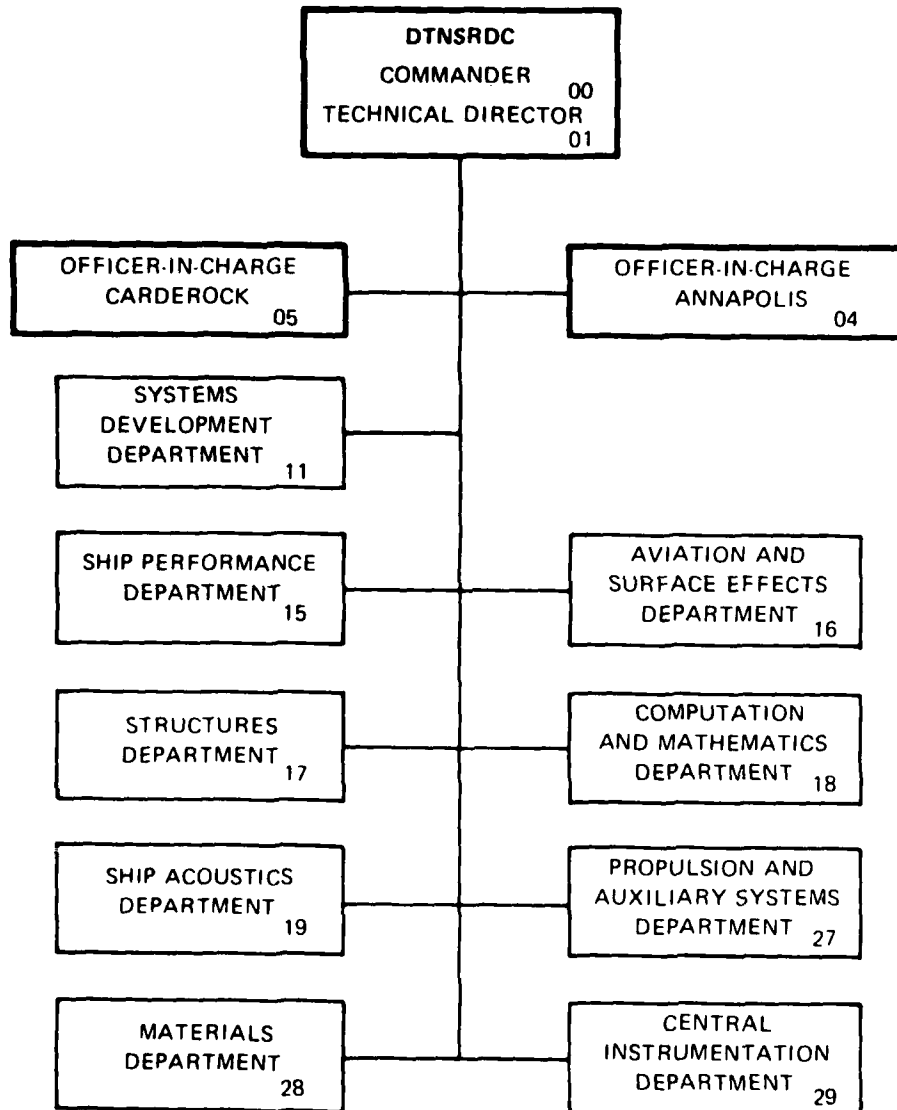 DTNSRDC
COMMANDER
00
TECHNICAL DIRECTOR
01
OFFICER-IN-CHARGE
CARDEROCK
05
OFFICER-IN-CHARGE
ANNAPOLIS
04
SYSTEMS
DEVELOPMENT
DEPARTMENT
11
SHIP PERFORMANCE
DEPARTMENT
15
AVIATION AND
SURFACE EFFECTS
DEPARTMENT
16
STRUCTURES
DEPARTMENT
17
COMPUTATION
AND MATHEMATICS
DEPARTMENT
18
SHIP ACOUSTICS
DEPARTMENT
19
PROPULSION AND
AUXILIARY SYSTEMS
DEPARTMENT
27
MATERIALS
DEPARTMENT
28
CENTRAL
INSTRUMENTATION
DEPARTMENT
29